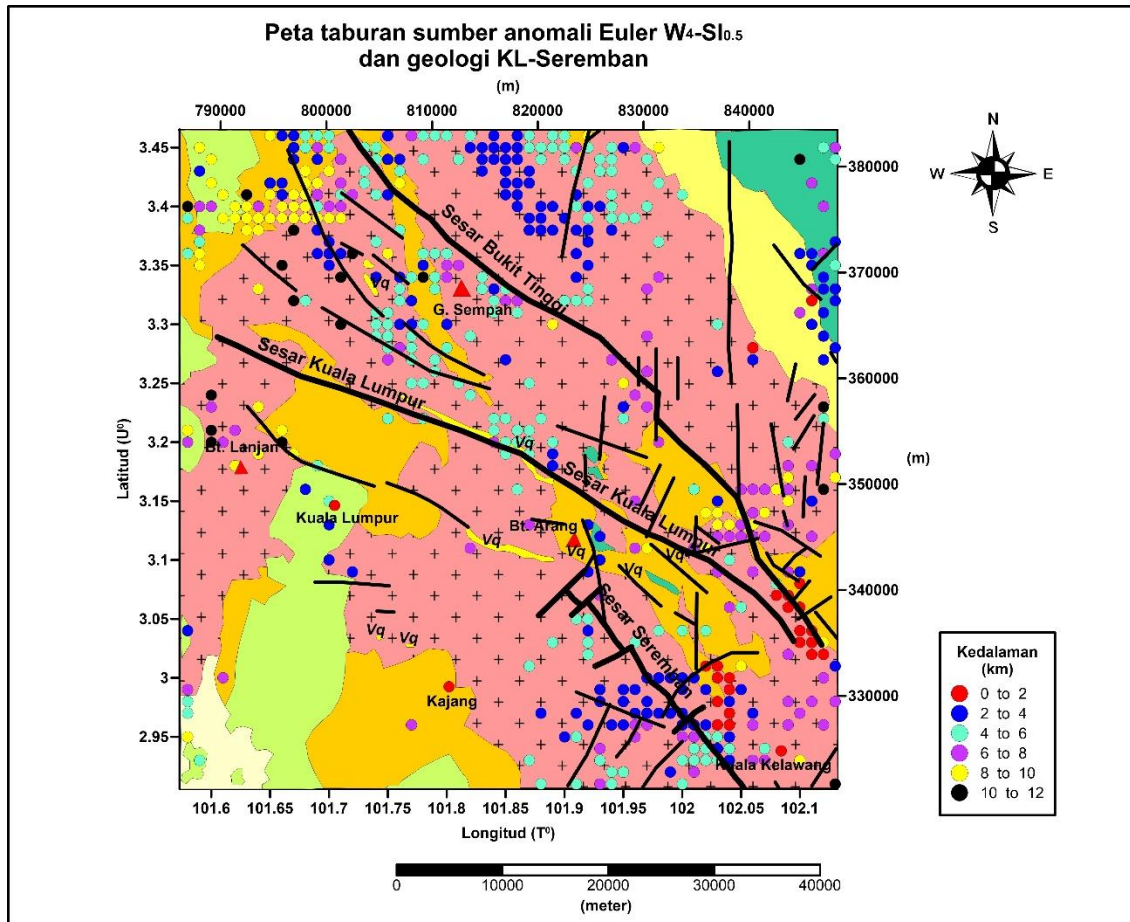 Peta taburan sumber anomali Euler W4-SI0.5
dan geologi KL-Seremban
(m)
790000 800000 810000 820000 830000 840000
N
W E
S
3.45
3.4
3.35
3.3
3.25
3.2
3.15
3.1
3.05
3
2.95
Latitud (U⁰)
380000
370000
360000
350000
340000
330000
(m)
Sesar Bukit Tinggi
Vq
G. Sempah
Sesar Kuala Lumpur
Vq
Bt. Lanjan
Sesar Kuala Lumpur
Kuala Lumpur
Bt. Arang
Vq
Vq
Vq
Vq
Sesar Seremban
Vq
Vq
Kajang
Kuala Kelawang
101.6 101.65 101.7 101.75 101.8 101.85 101.9 101.95 102 102.05 102.1
Longitud (T⁰)
Kedalaman
(km)
0 to 2
2 to 4
4 to 6
6 to 8
8 to 10
10 to 12
0 10000 20000 30000 40000
(meter)